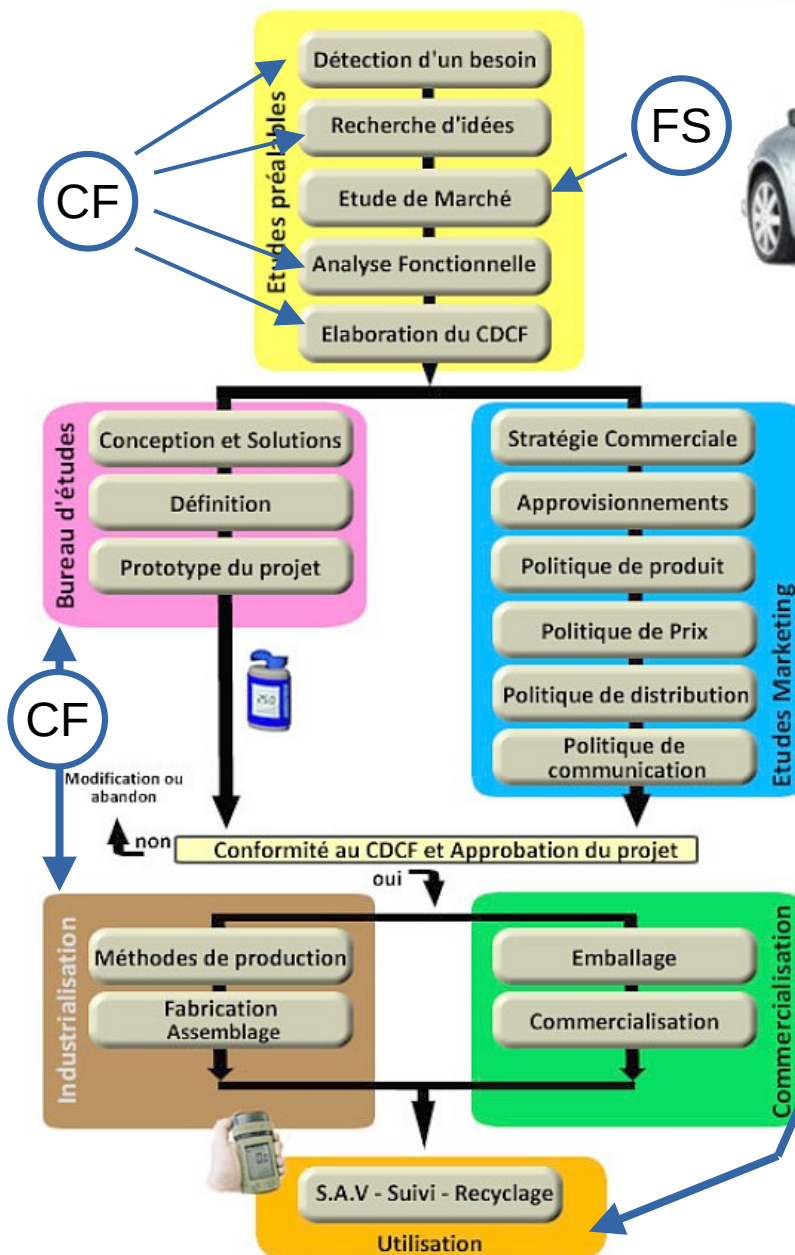 Détection d'un besoin
Recherche d'idées
Etude de Marché
Analyse Fonctionnelle
Elaboration du CDCF
Etudes préalables
CF
FS
Conception et Solutions
Définition
Prototype du projet
Bureau d'études
Stratégie Commerciale
Approvisionnements
Politique de produit
Politique de Prix
Politique de distribution
Politique de
communication
Etudes Marketing
CF
Modification ou
abandon
non
Conformité au CDCF et Approbation du projet
oui
Méthodes de production
Fabrication
Assemblage
Industrialisation
Emballage
Commercialisation
Commercialisation
S.A.V - Suivi - Recyclage
Utilisation